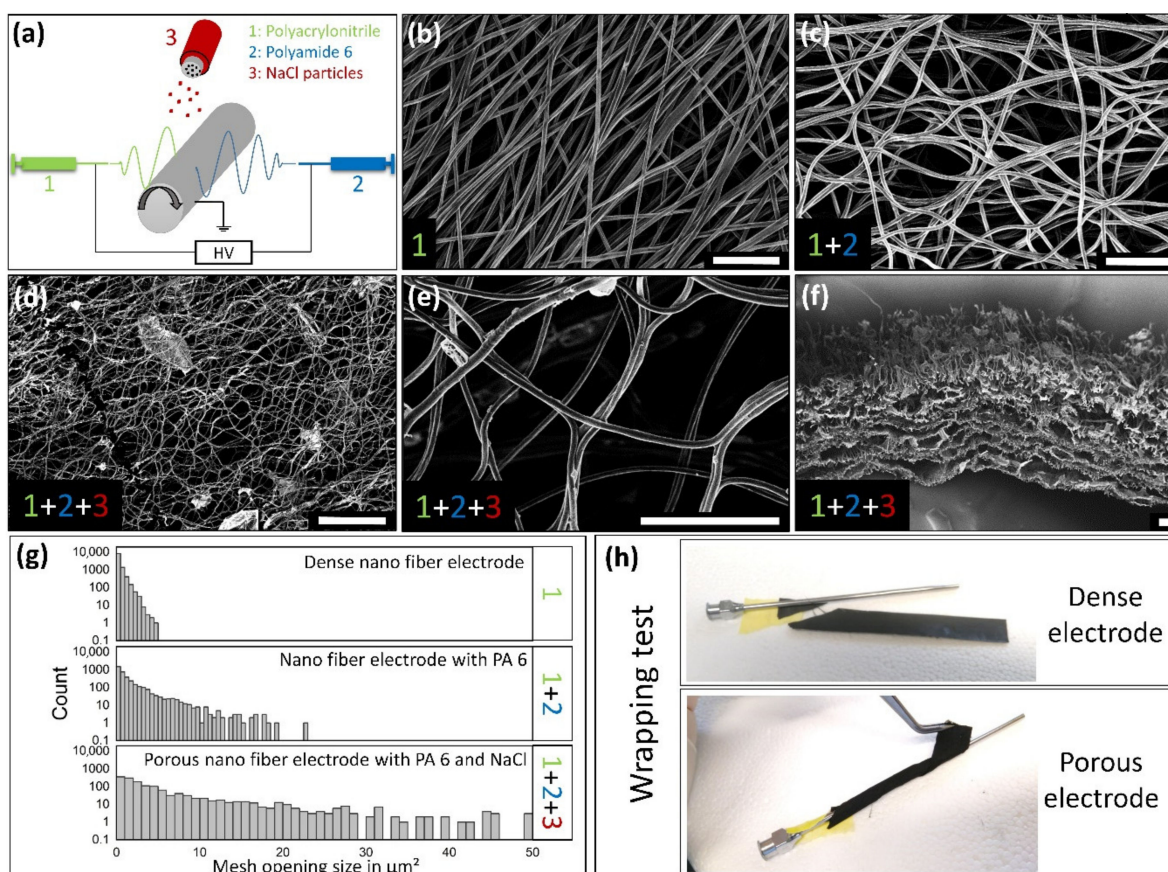 (a)
3
1: Polyacrylonitrile
2: Polyamide 6
3: NaCl particles
1
2
HV
(b)
1
(c)
1+2
(d)
1+2+3
(e)
1+2+3
(f)
1+2+3
(g)
Count
10,000
1000
100
10
1
0.1
Dense nano fiber electrode
1
10,000
1000
100
10
1
0.1
Nano fiber electrode with PA 6
1+2
10,000
1000
100
10
1
0.1
Porous nano fiber electrode with PA 6 and NaCl
1+2+3
0
10
20
30
40
50
Mesh opening size in µm²
(h)
Wrapping test
Dense
electrode
Porous
electrode